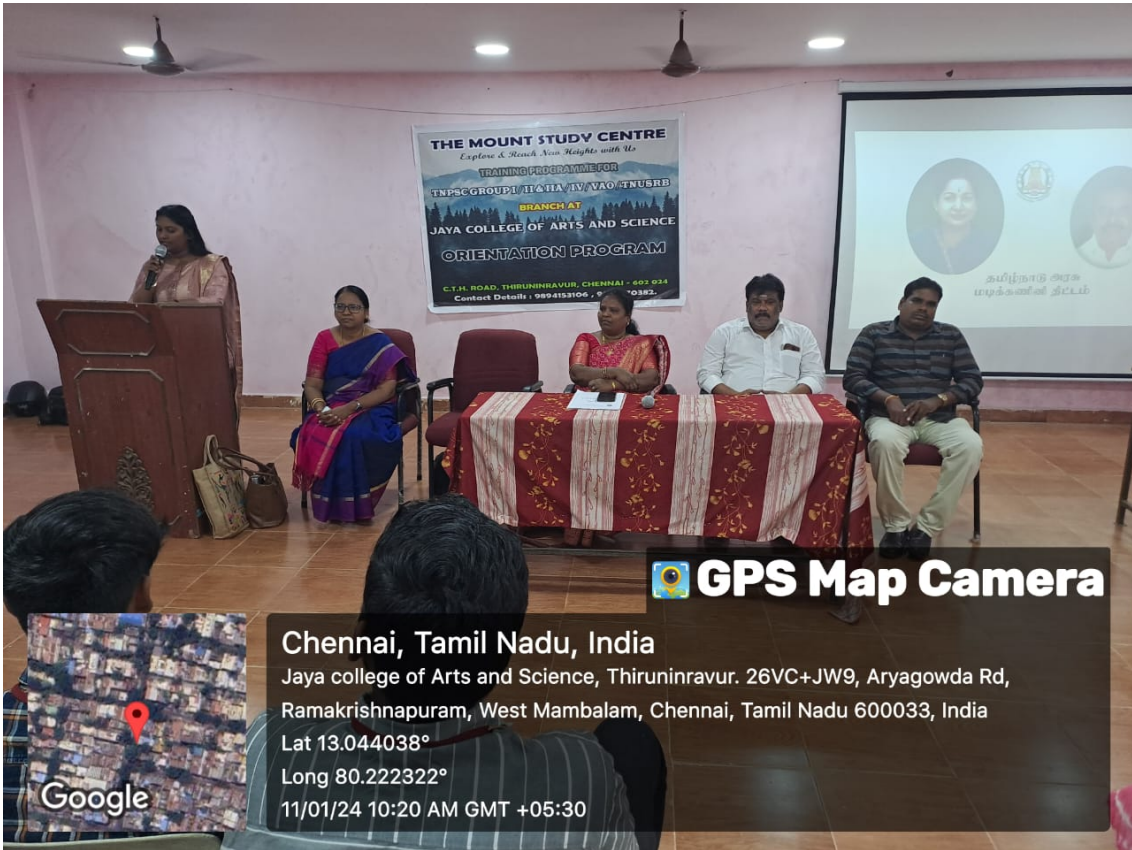 THE MOUNT STUDY CENTRE
Explore & Reach New Heights with Us
TRAINING PROGRAMME FOR
TNPSC GROUP I / II & IIA / IV / VAO &TNUSRB
BRANCH AT
JAYA COLLEGE OF ARTS AND SCIENCE
ORIENTATION PROGRAM
C.T.H. ROAD, THIRUNINRAVUR, CHENNAI - 602 024
Contact Details : 9894153106 ,
தமிழ்நாடு அரசு
மடிக்கணினி திட்டம்
GPS Map Camera
Chennai, Tamil Nadu, India
Jaya college of Arts and Science, Thiruninravur. 26VC+JW9, Aryagowda Rd,
Ramakrishnapuram, West Mambalam, Chennai, Tamil Nadu 600033, India
Lat 13.044038°
Long 80.222322°
11/01/24 10:20 AM GMT +05:30
Google